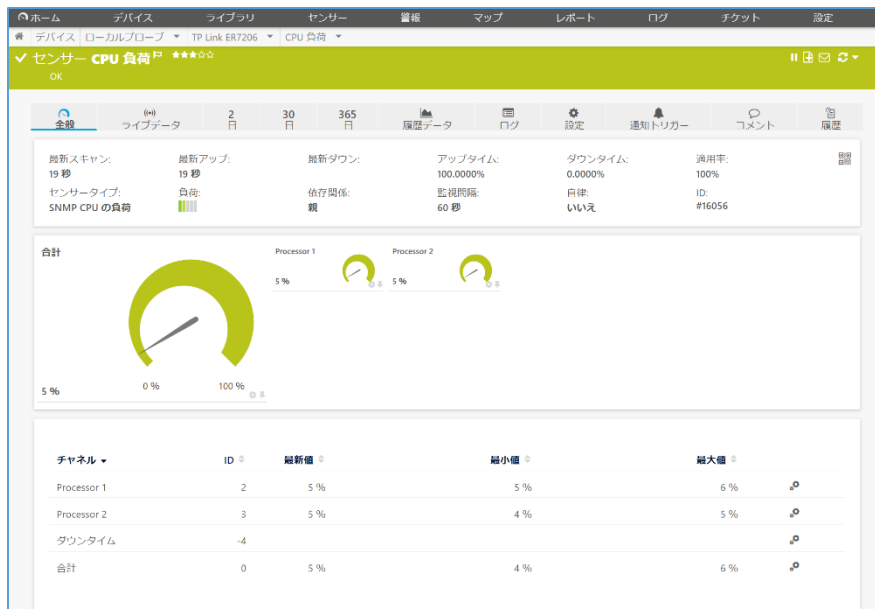 ホーム デバイス ライブラリ センサー 警報 マップ レポート ログ チケット 設定
デバイス ローカルプローブ TP Link ER7206 CPU 負荷
センサー CPU 負荷
OK
全般 ライブデータ 2 日 30 日 365 日 履歴データ ログ 設定 通知トリガー コメント 履歴
最新スキャン: 最新アップ: 最新ダウン: アップタイム: ダウンタイム: 適用率:
19 秒 19 秒 100.0000% 0.0000% 100%
センサータイプ: 負荷: 依存関係: 監視間隔: 自律: ID:
SNMP CPU の負荷 親 60 秒 いいえ #16056
合計 Processor 1 Processor 2
5 % 5 %
5 % 0 % 100 %
チャネル ID 最新値 最小値 最大値
Processor 1 2 5 % 5 % 6 %
Processor 2 3 5 % 4 % 5 %
ダウンタイム -4
合計 0 5 % 4 % 6 %